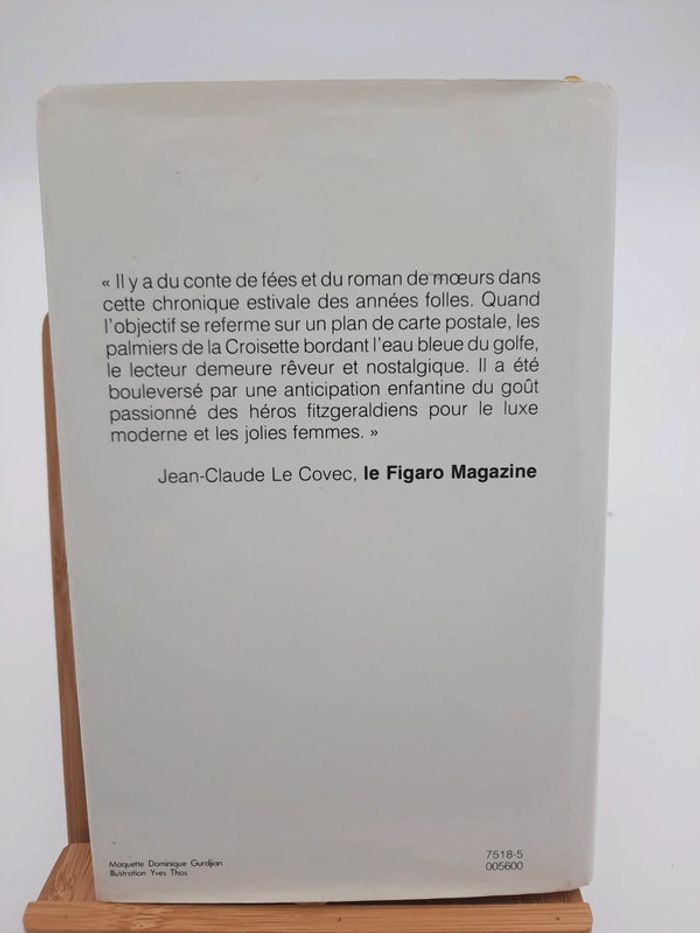 « Il y a du conte de fées et du roman de mœurs dans
cette chronique estivale des années folles. Quand
l'objectif se referme sur un plan de carte postale, les
palmiers de la Croisette bordant l'eau bleue du golfe,
le lecteur demeure rêveur et nostalgique. Il a été
bouleversé par une anticipation enfantine du goût
passionné des héros fitzgeraldiens pour le luxe
moderne et les jolies femmes. »
Jean-Claude Le Covec, le Figaro Magazine
Maquette Dominique Gurdjian
Illustration Yves Thos
7518-5
005600